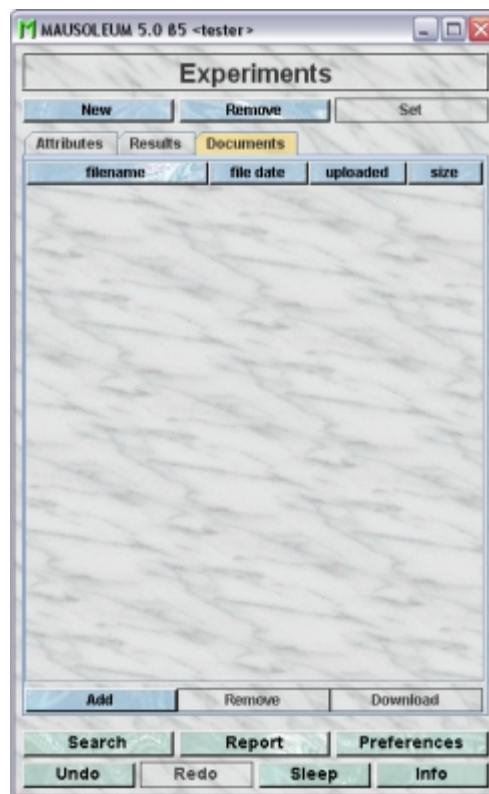 MAUSOLEUM 5.0 ß5 <tester>
Experiments
New Remove Set
Attributes Results Documents
filename file date uploaded size
Add Remove Download
Search Report Preferences
Undo Redo Sleep Info